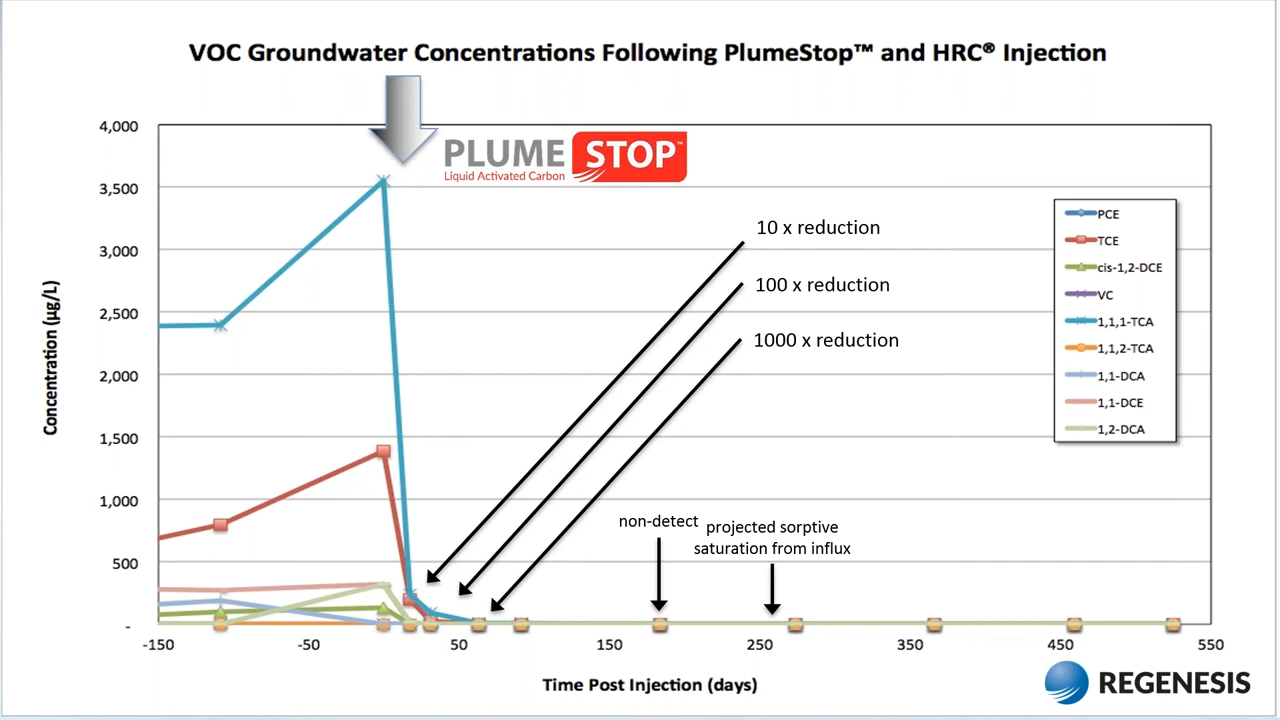 VOC Groundwater Concentrations Following PlumeStop™ and HRC® Injection
PLUME STOP™
Liquid Activated Carbon
4,000
3,500
3,000
2,500
2,000
1,500
1,000
500
-
Concentration (µg/L)
10 x reduction
100 x reduction
1000 x reduction
non-detect
projected sorptive
saturation from influx
PCE
TCE
cis-1,2-DCE
VC
1,1,1-TCA
1,1,2-TCA
1,1-DCA
1,1-DCE
1,2-DCA
-150
-50
50
150
250
350
450
550
Time Post Injection (days)
REGENESIS